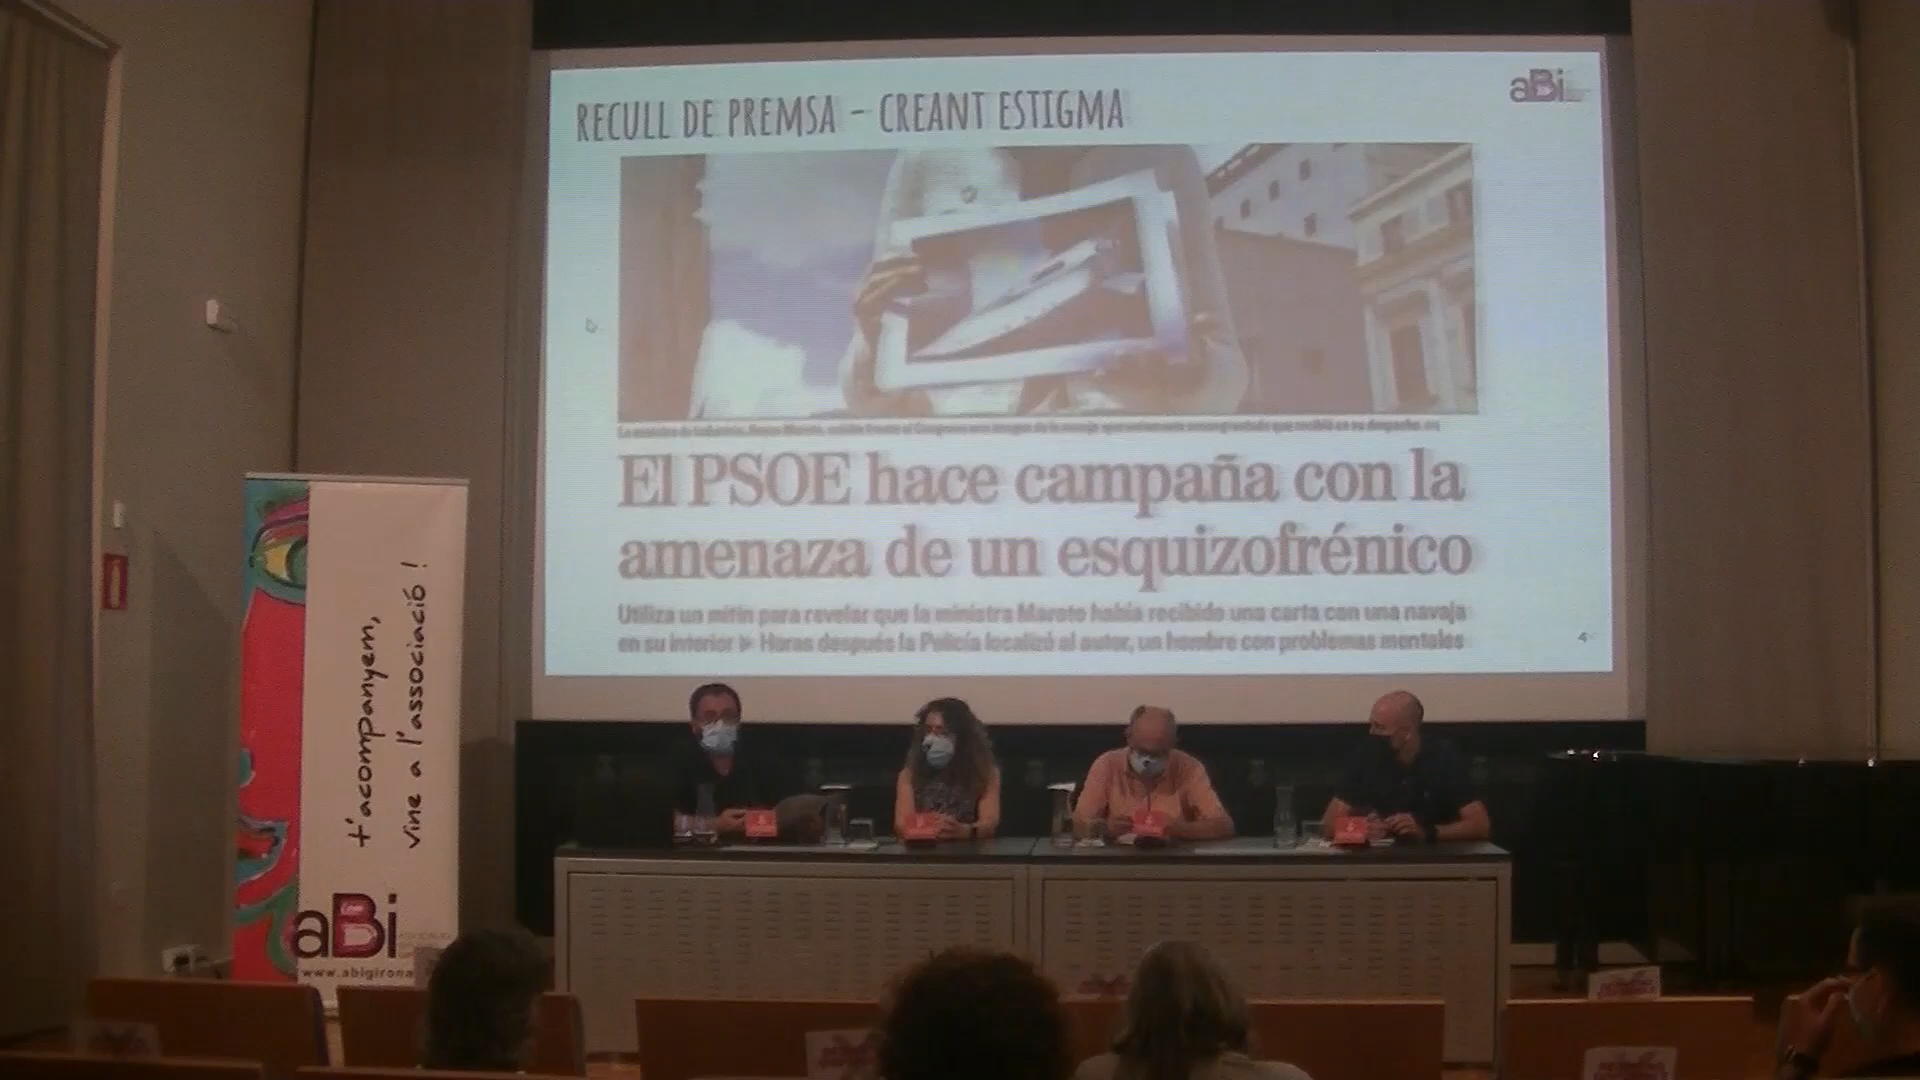 RECULL DE PREMSA – CREANT ESTIGMA
aBi
El PSOE hace campaña con la
amenaza de un esquizofrénico
Utiliza un mitin para revelar que la ministra Maroto había recibido una carta con una navaja
en su interior ▶ Horas después la Policía localizó al autor, un hombre con problemas mentales
4
t'acompanyem,
vine a l'associació !
aBi
www.abigirona